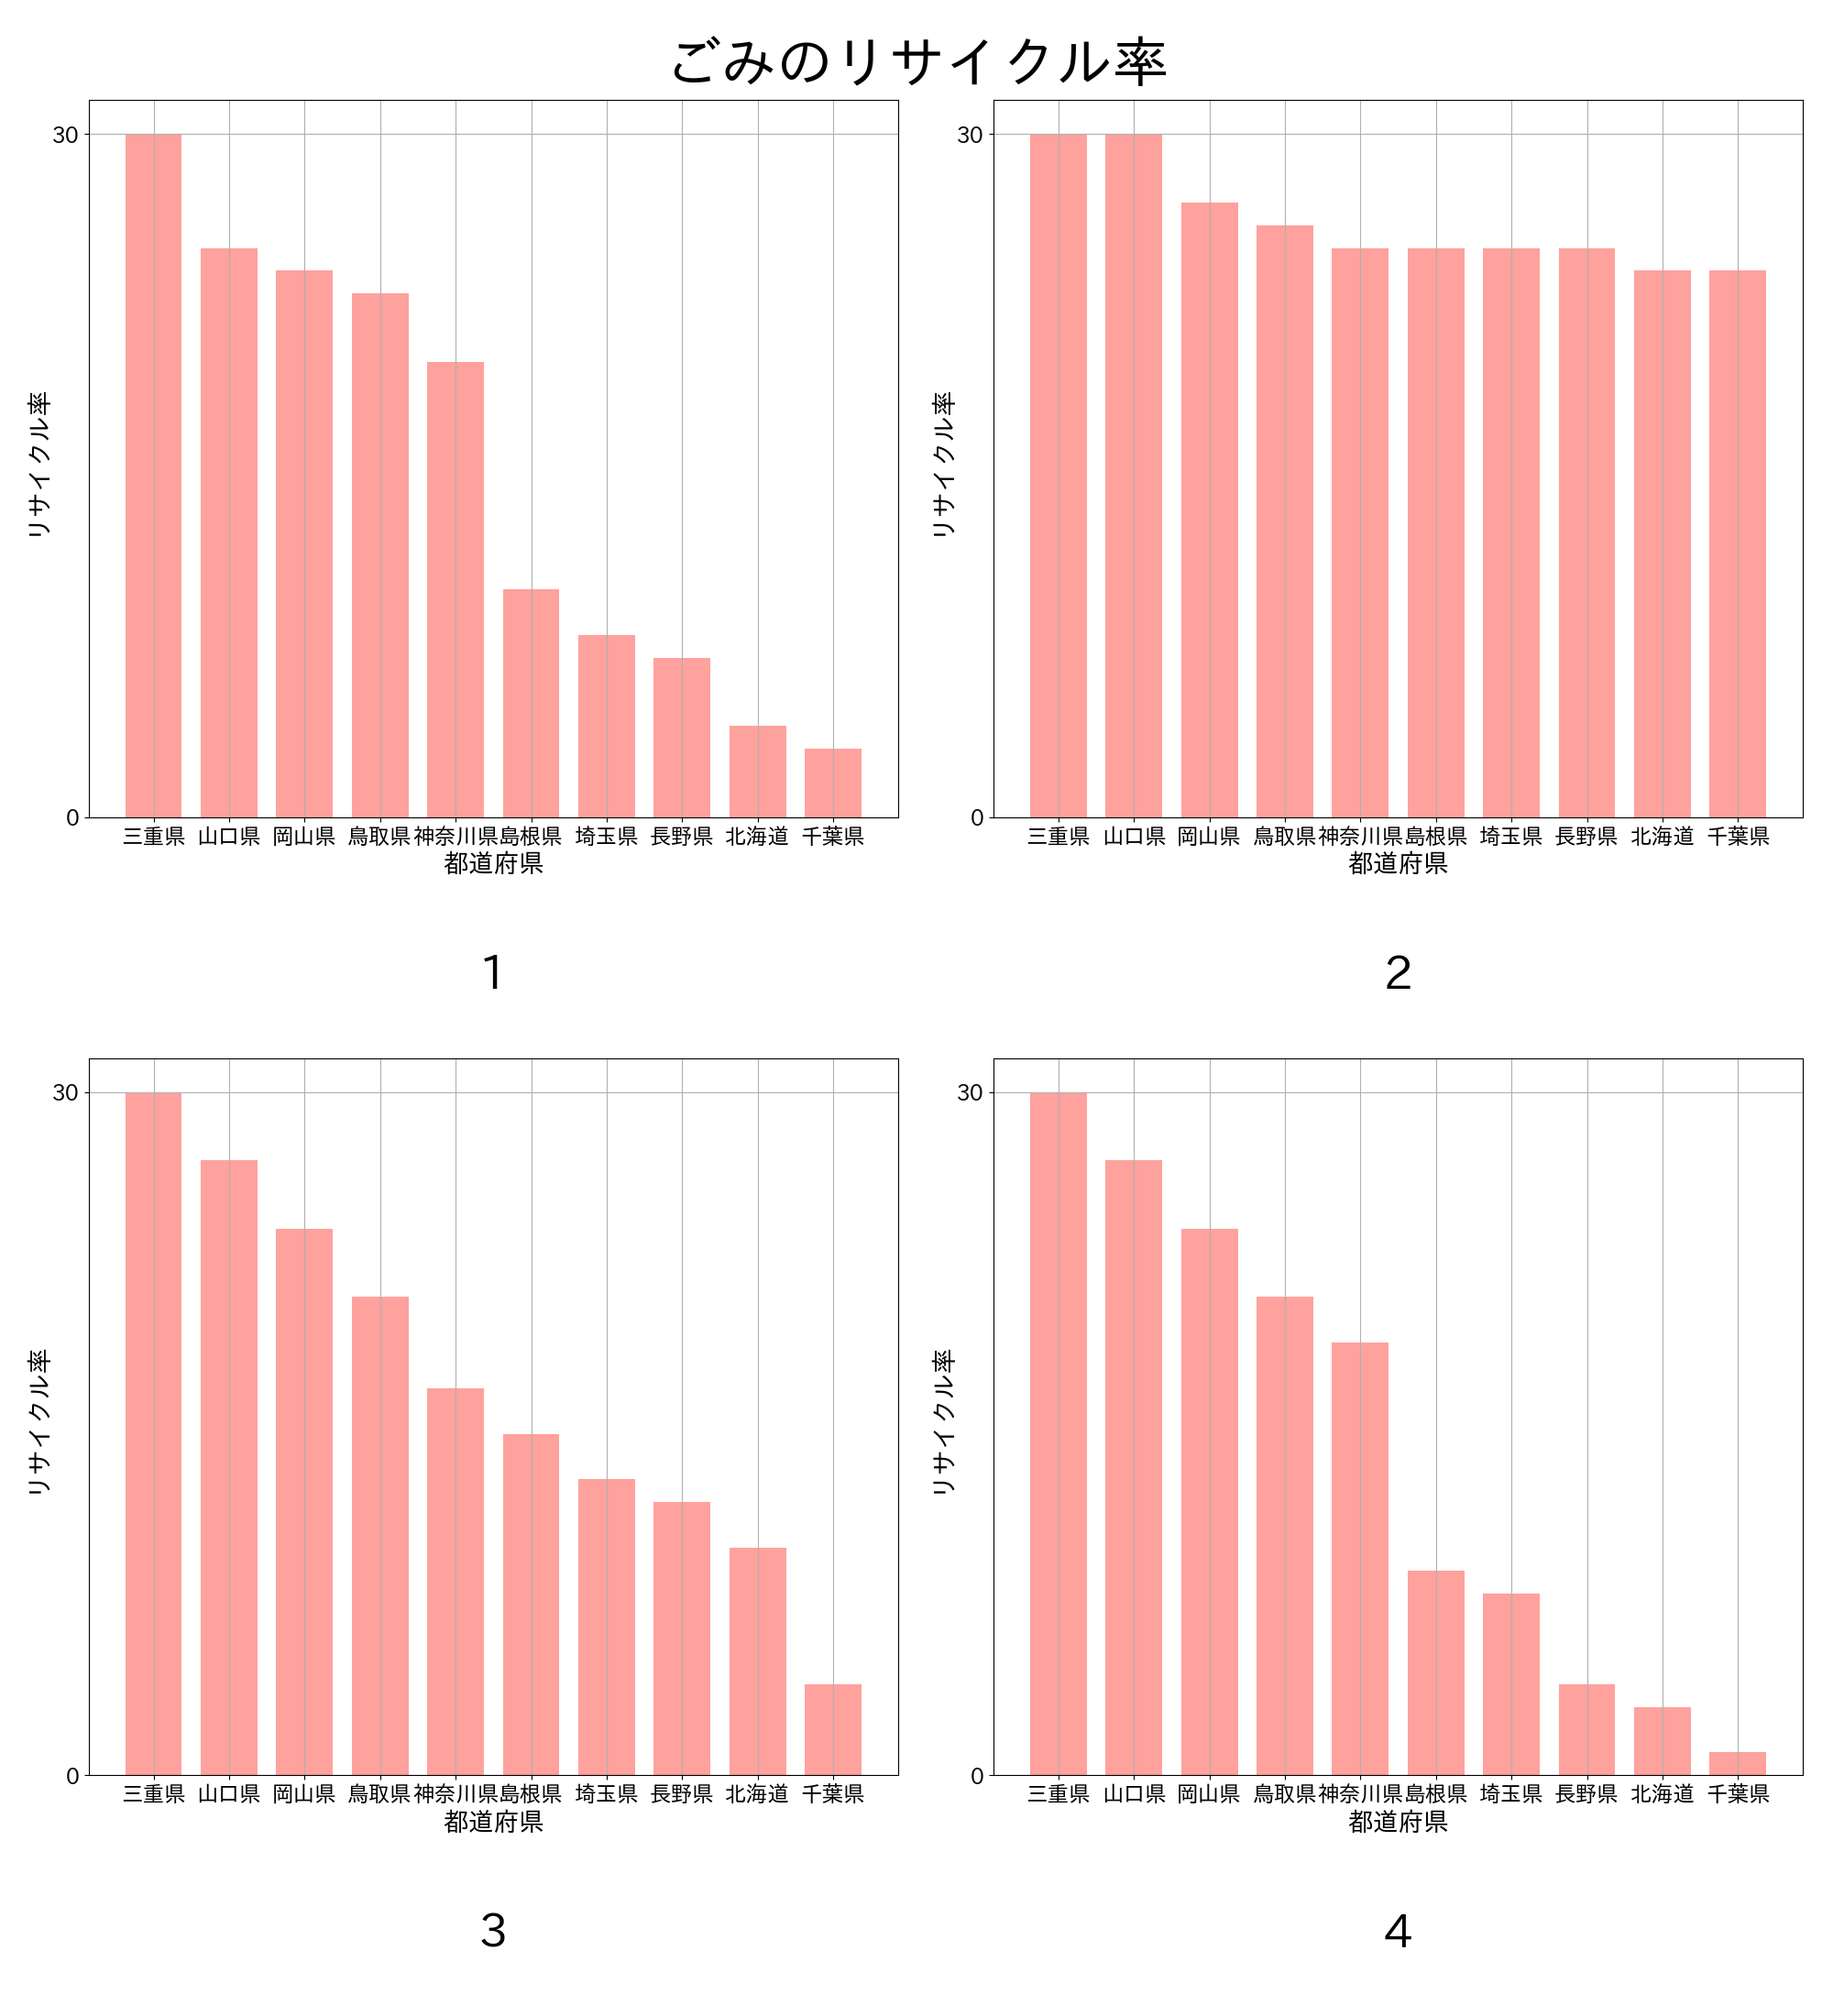 ごみのリサイクル率
30
0
リサイクル率
三重県 山口県 岡山県 鳥取県 神奈川県 島根県 埼玉県 長野県 北海道 千葉県
都道府県
1
30
0
リサイクル率
三重県 山口県 岡山県 鳥取県 神奈川県 島根県 埼玉県 長野県 北海道 千葉県
都道府県
2
30
0
リサイクル率
三重県 山口県 岡山県 鳥取県 神奈川県 島根県 埼玉県 長野県 北海道 千葉県
都道府県
3
30
0
リサイクル率
三重県 山口県 岡山県 鳥取県 神奈川県 島根県 埼玉県 長野県 北海道 千葉県
都道府県
4